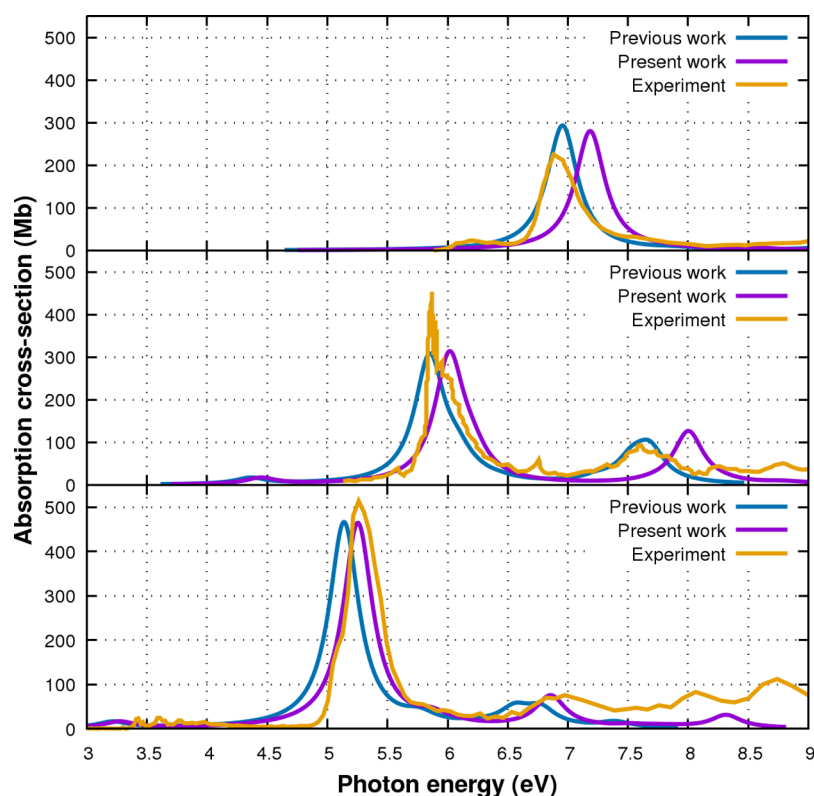 500
400
300
200
100
0
Previous work
Present work
Experiment
500
400
300
200
100
0
Previous work
Present work
Experiment
500
400
300
200
100
0
Previous work
Present work
Experiment
Absorption cross-section (Mb)
3 3.5 4 4.5 5 5.5 6 6.5 7 7.5 8 8.5 9
Photon energy (eV)